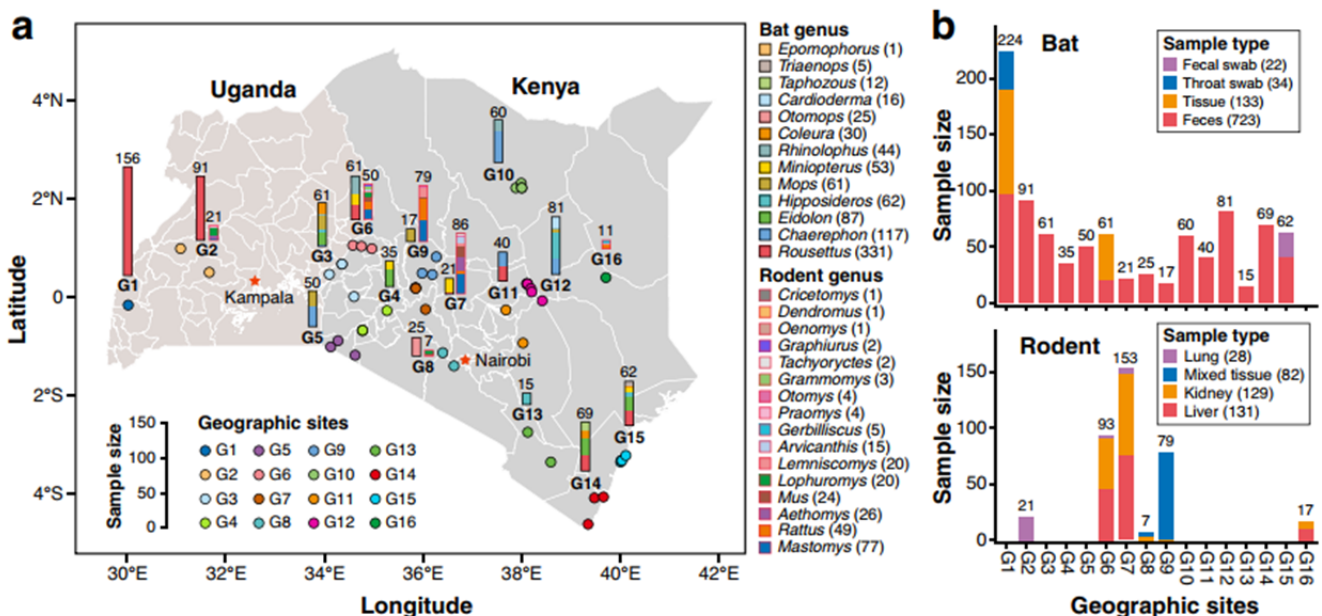 a
Uganda
Kenya
4°N
2°N
0
2°S
4°S
Latitude
30°E
32°E
34°E
36°E
38°E
40°E
42°E
Longitude
156
G1
91
21
G2
Kampala
61
G3
61
50
G6
35
G4
50
G5
17
79
G9
86
21
G7
25
7
G8
Nairobi
60
G10
40
G11
81
G12
11
G16
15
G13
69
G14
62
G15
Sample size
150
100
50
0
Geographic sites
G1 G5 G9 G13
G2 G6 G10 G14
G3 G7 G11 G15
G4 G8 G12 G16
Bat genus
Epomophorus (1)
Triaenops (5)
Taphozous (12)
Cardioderma (16)
Otomops (25)
Coleura (30)
Rhinolophus (44)
Miniopterus (53)
Mops (61)
Hipposideros (62)
Eidolon (87)
Chaerephon (117)
Rousettus (331)
Rodent genus
Cricetomys (1)
Dendromus (1)
Oenomys (1)
Graphiurus (2)
Tachyoryctes (2)
Grammomys (3)
Otomys (4)
Praomys (4)
Gerbilliscus (5)
Arvicanthis (15)
Lemniscomys (20)
Lophuromys (20)
Mus (24)
Aethomys (26)
Rattus (49)
Mastomys (77)
b
Bat
Sample type
Fecal swab (22)
Throat swab (34)
Tissue (133)
Feces (723)
Sample size
200
150
100
50
0
224
91
61
35
50
61
21
25
17
60
40
81
15
69
62
Rodent
Sample type
Lung (28)
Mixed tissue (82)
Kidney (129)
Liver (131)
Sample size
150
100
50
0
21
93
153
7
79
17
G1
G2
G3
G4
G5
G6
G7
G8
G9
G10
G11
G12
G13
G14
G15
G16
Geographic sites